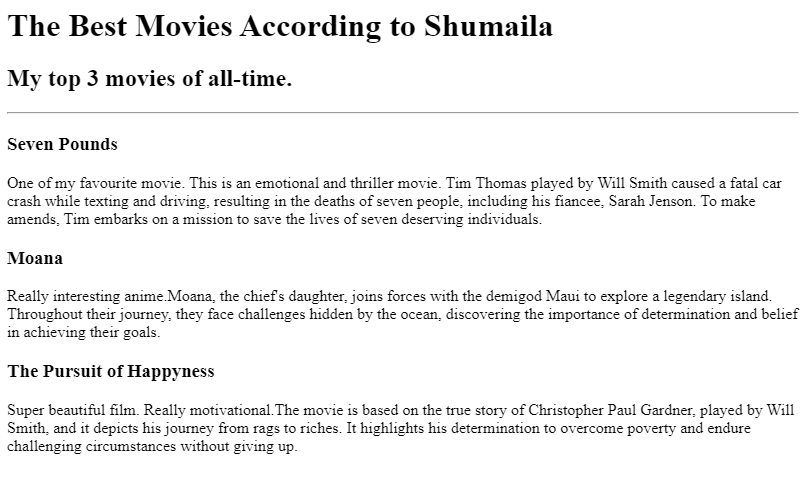 The Best Movies According to Shumaila
My top 3 movies of all-time.
Seven Pounds
One of my favourite movie. This is an emotional and thriller movie. Tim Thomas played by Will Smith caused a fatal car
crash while texting and driving, resulting in the deaths of seven people, including his fiancee, Sarah Jenson. To make
amends, Tim embarks on a mission to save the lives of seven deserving individuals.
Moana
Really interesting anime.Moana, the chief's daughter, joins forces with the demigod Maui to explore a legendary island.
Throughout their journey, they face challenges hidden by the ocean, discovering the importance of determination and belief
in achieving their goals.
The Pursuit of Happyness
Super beautiful film. Really motivational.The movie is based on the true story of Christopher Paul Gardner, played by Will
Smith, and it depicts his journey from rags to riches. It highlights his determination to overcome poverty and endure
challenging circumstances without giving up.